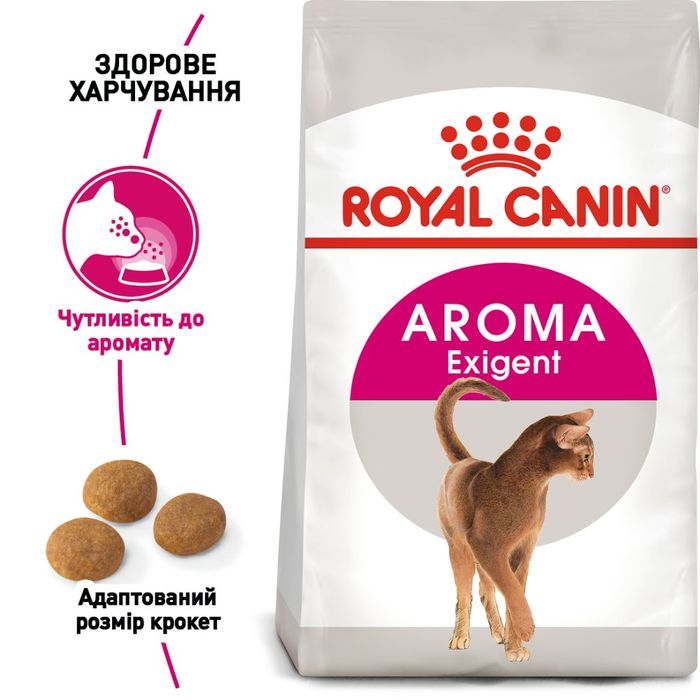 ЗДОРОВЕ
ХАРЧУВАННЯ
Чутливість до
аромату
Адаптований
розмір крокет
ROYAL CANIN®
AROMA
Exigent